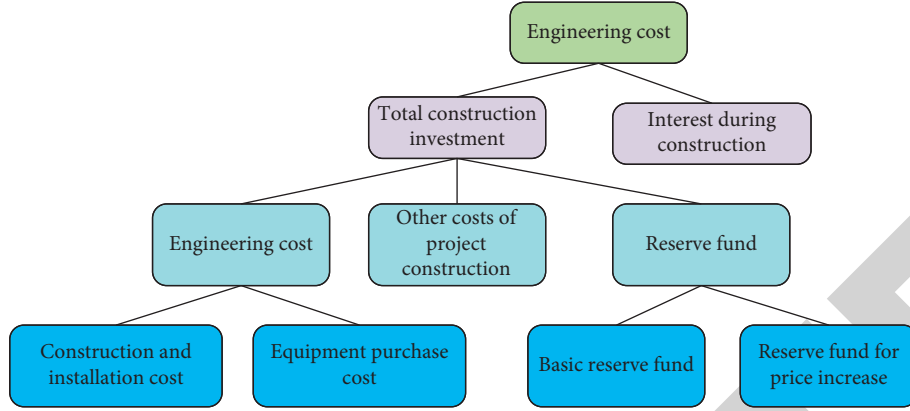 Engineering cost
Total construction
investment
Interest during
construction
Engineering cost
Other costs of
project
construction
Reserve fund
Construction and
installation cost
Equipment purchase
cost
Basic reserve fund
Reserve fund for
price increase